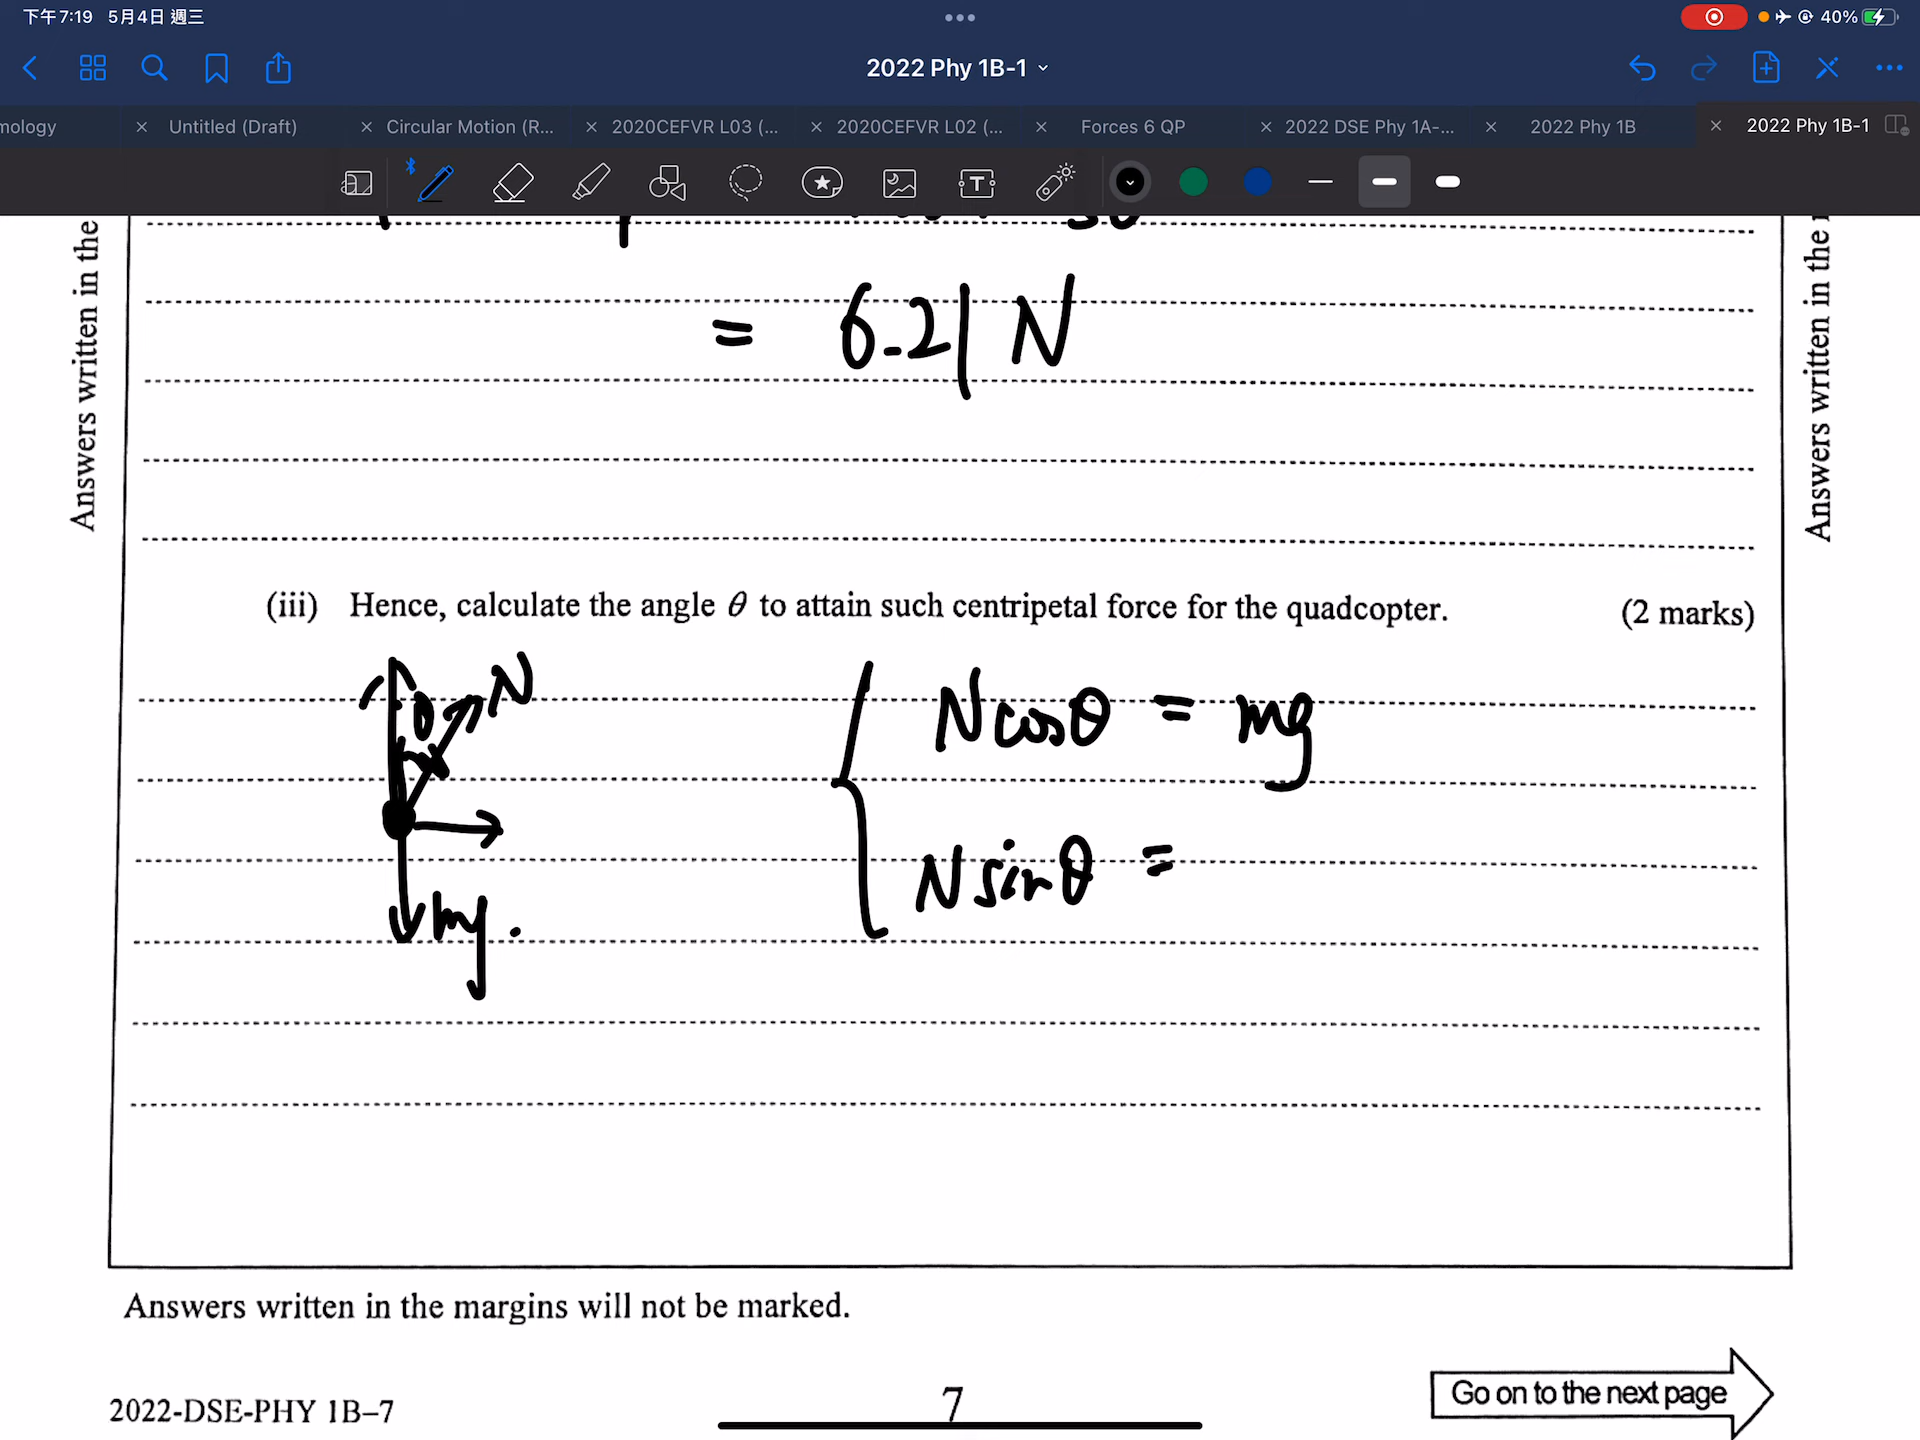 下午7:19 5月4日 週三
40%
2022 Phy 1B-1
mology
Untitled (Draft)
Circular Motion (R...
2020CEFVR L03 (...
2020CEFVR L02 (...
Forces 6 QP
2022 DSE Phy 1A-...
2022 Phy 1B
2022 Phy 1B-1
Answers written in the
= 6.21 N
Answers written in the
(iii) Hence, calculate the angle θ to attain such centripetal force for the quadcopter. (2 marks)
N
θ
mg.
N cos θ = mg
N sin θ =
Answers written in the margins will not be marked.
2022-DSE-PHY 1B–7
7
Go on to the next page